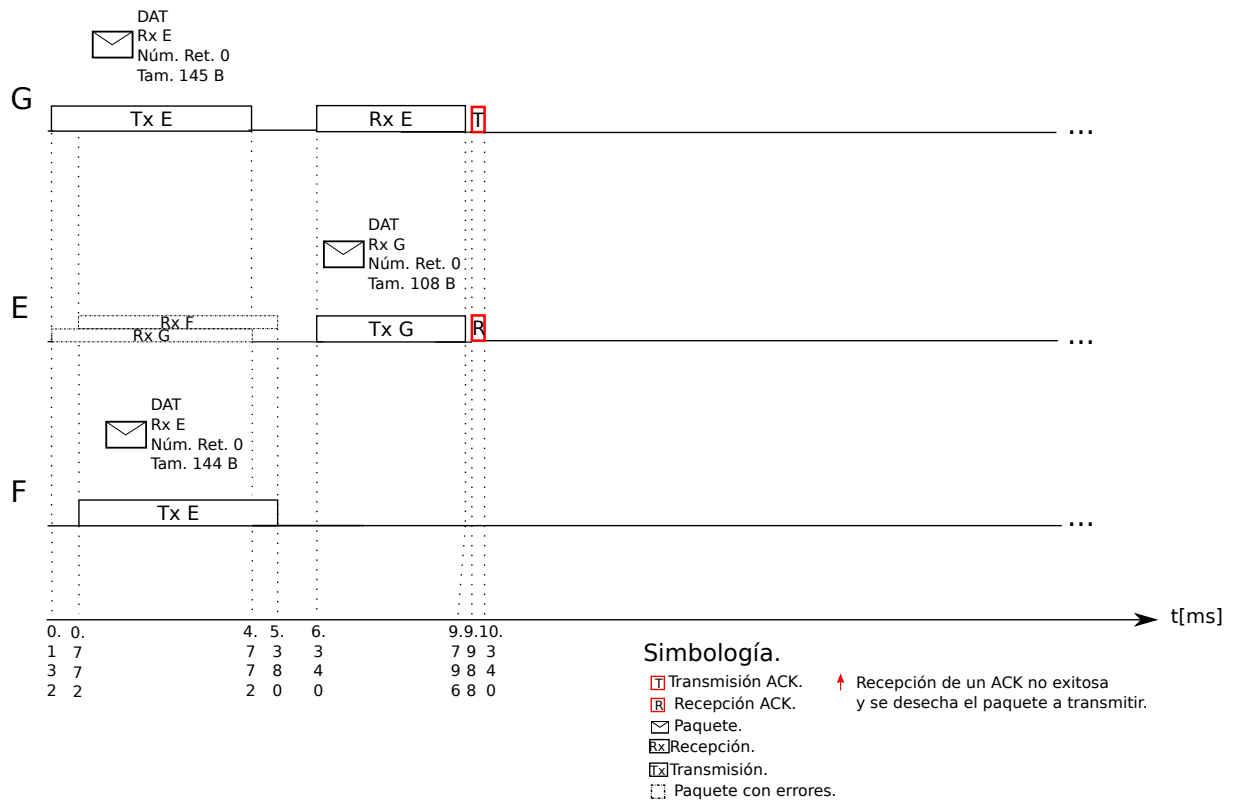 DAT
Rx E
Núm. Ret. 0
Tam. 145 B
G
Tx E
Rx E
T
...
DAT
Rx G
Núm. Ret. 0
Tam. 108 B
E
Rx F
Rx G
Tx G
R
...
DAT
Rx E
Núm. Ret. 0
Tam. 144 B
F
Tx E
...
t[ms]
0. 0. 4. 5. 6. 9.9.10.
1 7 7 3 3 7 9 3
3 7 7 8 4 9 8 4
2 2 2 0 0 6 8 0
Simbología.
T Transmisión ACK.
R Recepción ACK.
Paquete.
Rx Recepción.
Tx Transmisión.
Paquete con errores.
Recepción de un ACK no exitosa
y se desecha el paquete a transmitir.